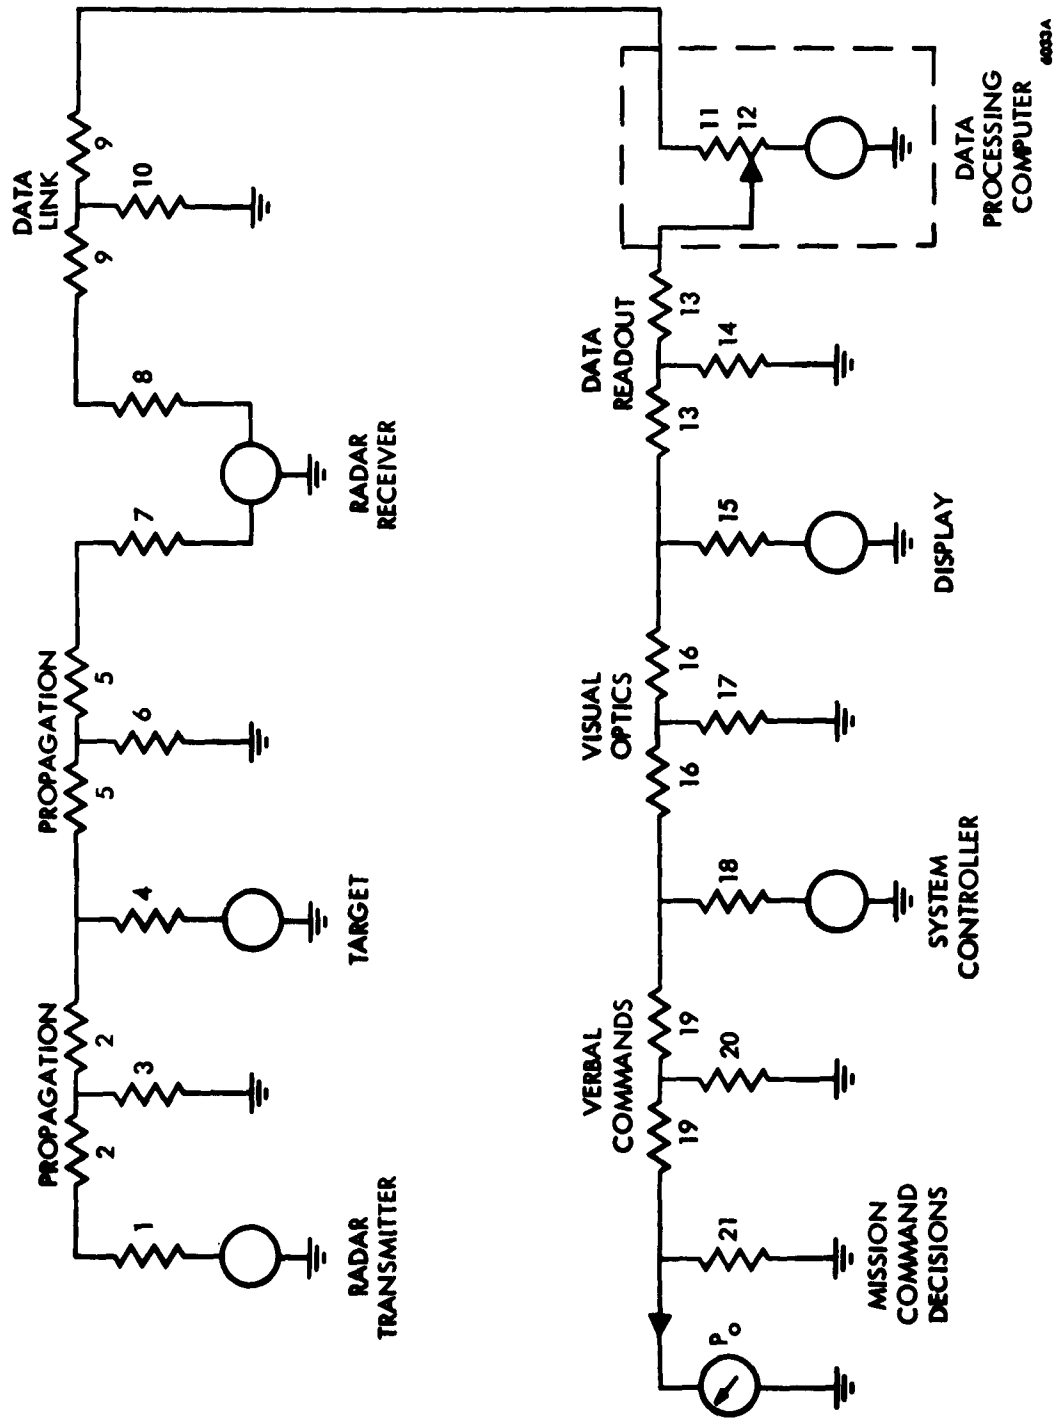 PROPAGATION
2
2
PROPAGATION
5
5
DATA
LINK
9
9
1
3
4
6
7
8
10
RADAR
TRANSMITTER
TARGET
RADAR
RECEIVER
VERBAL
COMMANDS
19
19
VISUAL
OPTICS
16
16
DATA
READOUT
13
13
P₀
21
20
18
17
15
14
11
12
MISSION
COMMAND
DECISIONS
SYSTEM
CONTROLLER
DISPLAY
DATA
PROCESSING
COMPUTER
6033A